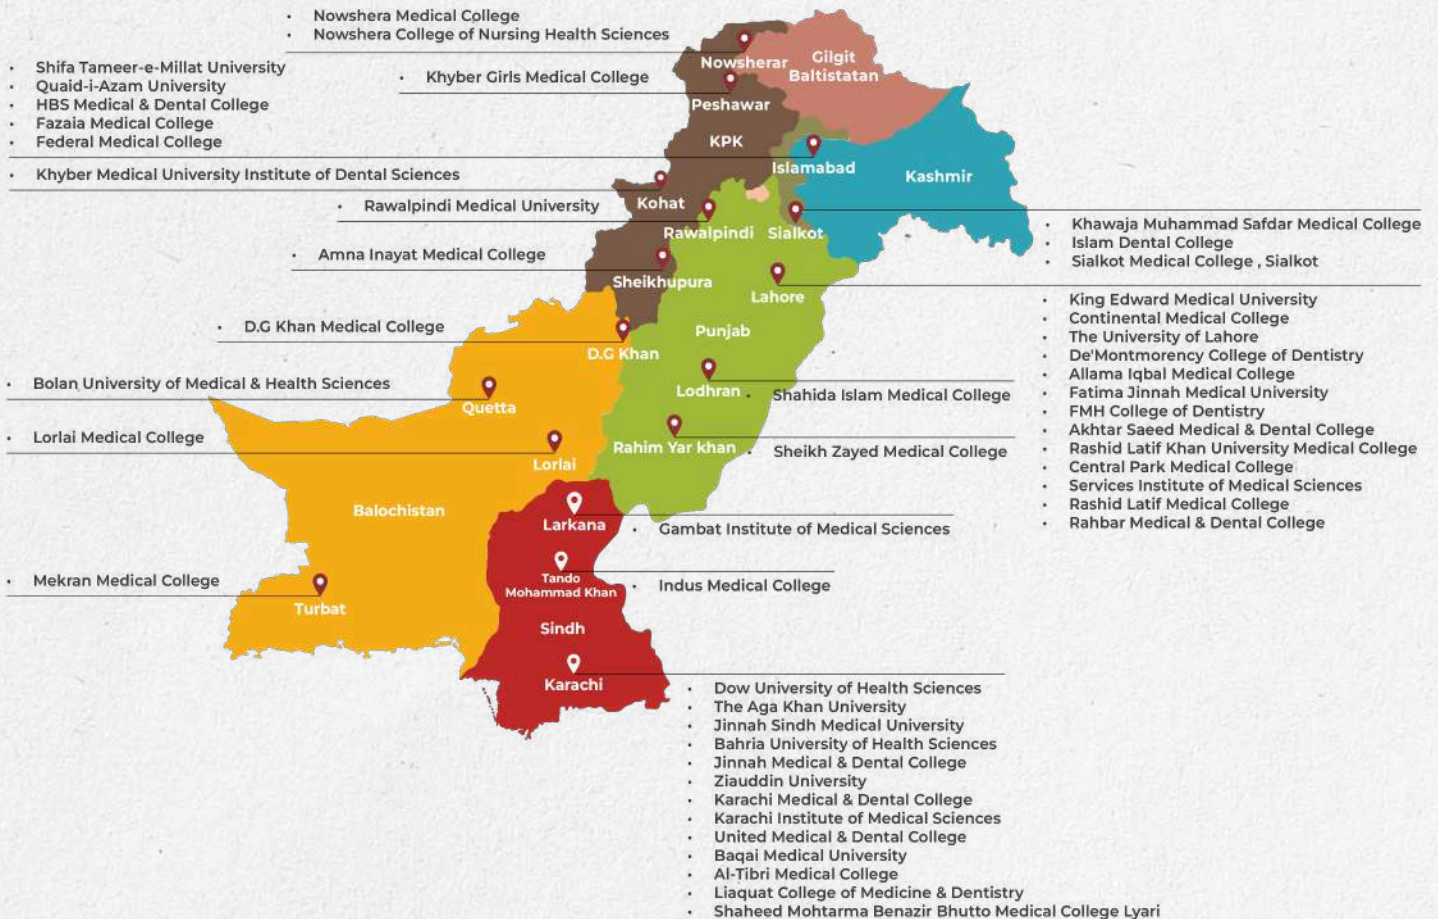 • Nowshera Medical College
• Nowshera College of Nursing Health Sciences
• Shifa Tameer-e-Millat University
• Quaid-i-Azam University
• HBS Medical & Dental College
• Fazaia Medical College
• Federal Medical College
• Khyber Girls Medical College
Nowsherar
Gilgit
Baltistatan
Peshawar
KPK
Islamabad
Kashmir
• Khyber Medical University Institute of Dental Sciences
Kohat
• Rawalpindi Medical University
Rawalpindi
Sialkot
• Khawaja Muhammad Safdar Medical College
• Islam Dental College
• Sialkot Medical College , Sialkot
• Amna Inayat Medical College
Sheikhupura
Lahore
• King Edward Medical University
• Continental Medical College
• The University of Lahore
• De'Montmorency College of Dentistry
• Allama Iqbal Medical College
• Fatima Jinnah Medical University
• FMH College of Dentistry
• Akhtar Saeed Medical & Dental College
• Rashid Latif Khan University Medical College
• Central Park Medical College
• Services Institute of Medical Sciences
• Rashid Latif Medical College
• Rahbar Medical & Dental College
• D.G Khan Medical College
D.G Khan
Punjab
• Bolan University of Medical & Health Sciences
Quetta
Lodhran
• Shahida Islam Medical College
• Lorlai Medical College
Lorlai
Rahim Yar khan
• Sheikh Zayed Medical College
Balochistan
Larkana
• Gambat Institute of Medical Sciences
• Mekran Medical College
Turbat
Tando
Mohammad Khan
• Indus Medical College
Sindh
Karachi
• Dow University of Health Sciences
• The Aga Khan University
• Jinnah Sindh Medical University
• Bahria University of Health Sciences
• Jinnah Medical & Dental College
• Ziauddin University
• Karachi Medical & Dental College
• Karachi Institute of Medical Sciences
• United Medical & Dental College
• Baqai Medical University
• Al-Tibri Medical College
• Liaquat College of Medicine & Dentistry
• Shaheed Mohtarma Benazir Bhutto Medical College Lyari